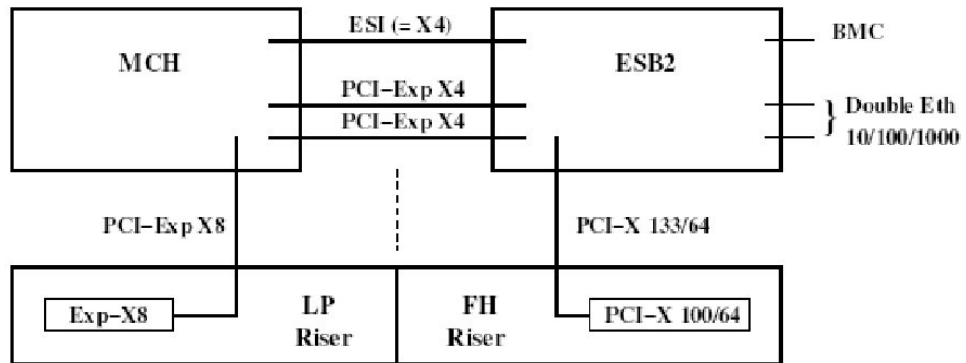 ESI (= X4)
MCH
ESB2
BMC
PCI-Exp X4
PCI-Exp X4
Double Eth
10/100/1000
PCI-Exp X8
PCI-X 133/64
Exp-X8
LP
Riser
FH
Riser
PCI-X 100/64